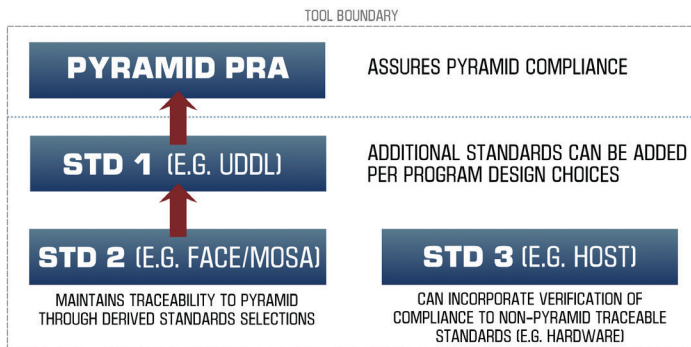 TOOL BOUNDARY
PYRAMID PRA
ASSURES PYRAMID COMPLIANCE
STD 1 (E.G. UDDL)
ADDITIONAL STANDARDS CAN BE ADDED
PER PROGRAM DESIGN CHOICES
STD 2 (E.G. FACE/MOSA)
MAINTAINS TRACEABILITY TO PYRAMID
THROUGH DERIVED STANDARDS SELECTIONS
STD 3 (E.G. HOST)
CAN INCORPORATE VERIFICATION OF
COMPLIANCE TO NON-PYRAMID TRACEABLE
STANDARDS (E.G. HARDWARE)